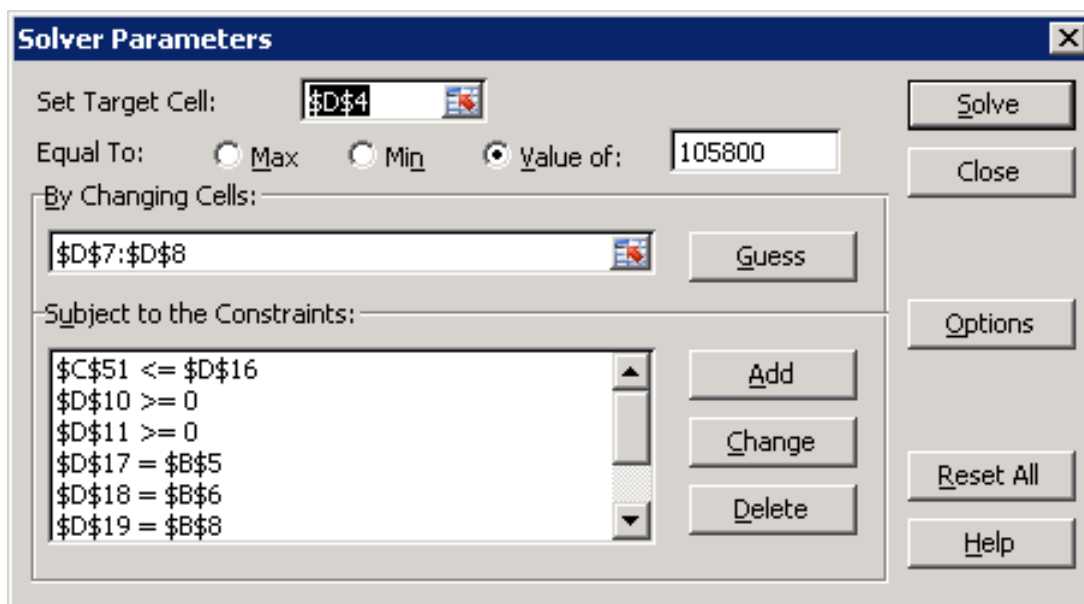 Solver Parameters
Set Target Cell: $D$4 Solve
Equal To: Max Min Value of: 105800 Close
By Changing Cells:
$D$7:$D$8 Guess
Subject to the Constraints: Options
$C$51 <= $D$16 Add
$D$10 >= 0
$D$11 >= 0 Change
$D$17 = $B$5 Reset All
$D$18 = $B$6 Delete
$D$19 = $B$8 Help